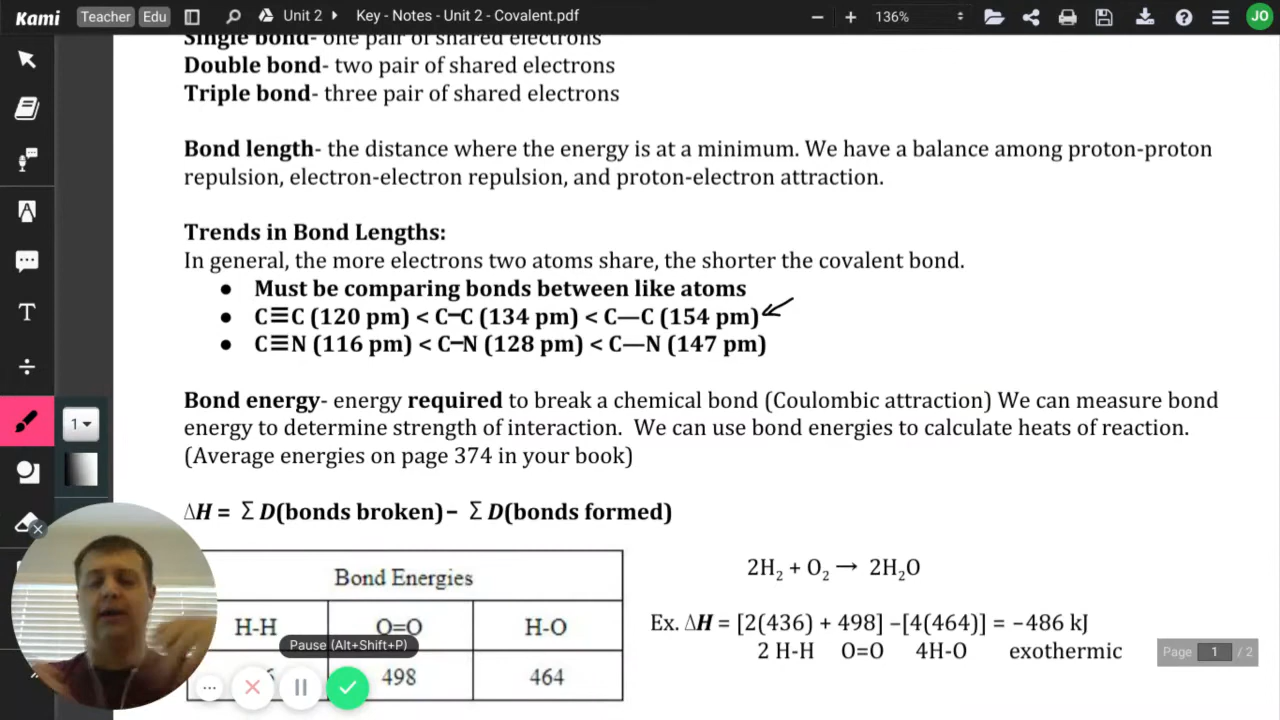 Kami
Teacher
Edu
Unit 2
Key - Notes - Unit 2 - Covalent.pdf
136%
JO
Single bond- one pair of shared electrons
Double bond- two pair of shared electrons
Triple bond- three pair of shared electrons
Bond length- the distance where the energy is at a minimum. We have a balance among proton-proton
repulsion, electron-electron repulsion, and proton-electron attraction.
Trends in Bond Lengths:
In general, the more electrons two atoms share, the shorter the covalent bond.
● Must be comparing bonds between like atoms
● C≡C (120 pm) < C–C (134 pm) < C—C (154 pm)
● C≡N (116 pm) < C–N (128 pm) < C—N (147 pm)
Bond energy- energy required to break a chemical bond (Coulombic attraction) We can measure bond
energy to determine strength of interaction. We can use bond energies to calculate heats of reaction.
(Average energies on page 374 in your book)
ΔH = Σ D(bonds broken)− Σ D(bonds formed)
Bond Energies
H-H O=O H-O
498 464
Pause (Alt+Shift+P)
2H₂ + O₂ → 2H₂O
Ex. ΔH = [2(436) + 498] −[4(464)] = −486 kJ
2 H-H O=O 4H-O exothermic
Page 1 / 2
T
1